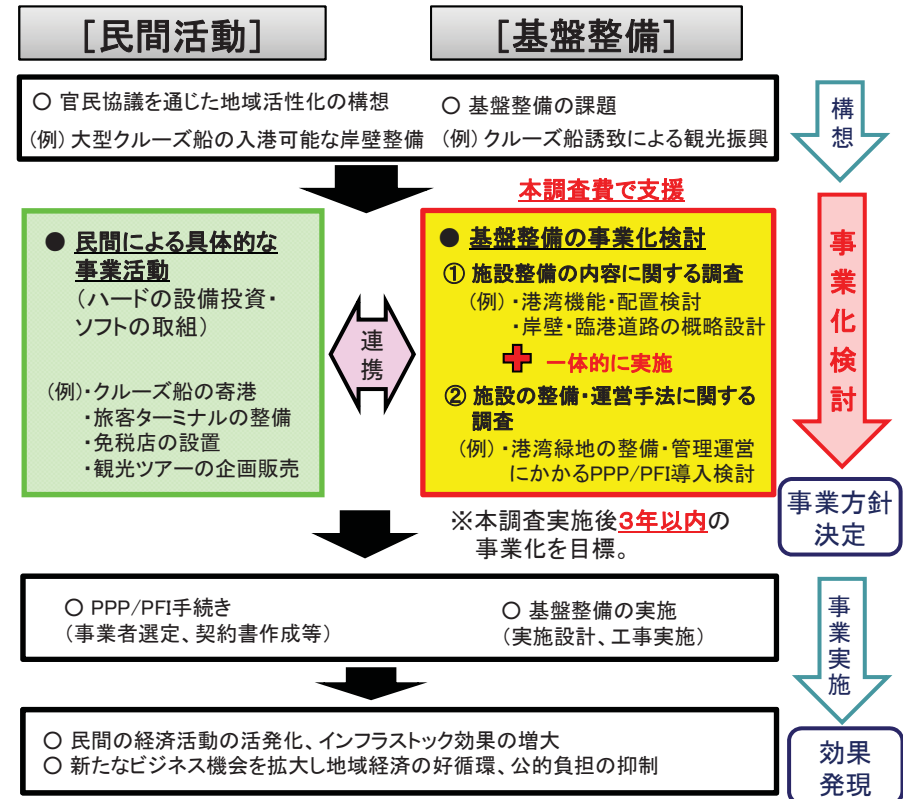 [民間活動]
[基盤整備]
○ 官民協議を通じた地域活性化の構想
(例) 大型クルーズ船の入港可能な岸壁整備
○ 基盤整備の課題
(例) クルーズ船誘致による観光振興
構想
本調査費で支援
● 民間による具体的な
事業活動
(ハードの設備投資・
ソフトの取組)
(例)・クルーズ船の寄港
・旅客ターミナルの整備
・免税店の設置
・観光ツアーの企画販売
連携
● 基盤整備の事業化検討
① 施設整備の内容に関する調査
(例)・港湾機能・配置検討
・岸壁・臨港道路の概略設計
一体的に実施
② 施設の整備・運営手法に関する
調査
(例)・港湾緑地の整備・管理運営
にかかるPPP/PFI導入検討
事業化検討
※本調査実施後3年以内の
事業化を目標。
事業方針
決定
○ PPP/PFI手続き
(事業者選定、契約書作成等)
○ 基盤整備の実施
(実施設計、工事実施)
事業実施
○ 民間の経済活動の活発化、インフラストック効果の増大
○ 新たなビジネス機会を拡大し地域経済の好循環、公的負担の抑制
効果
発現